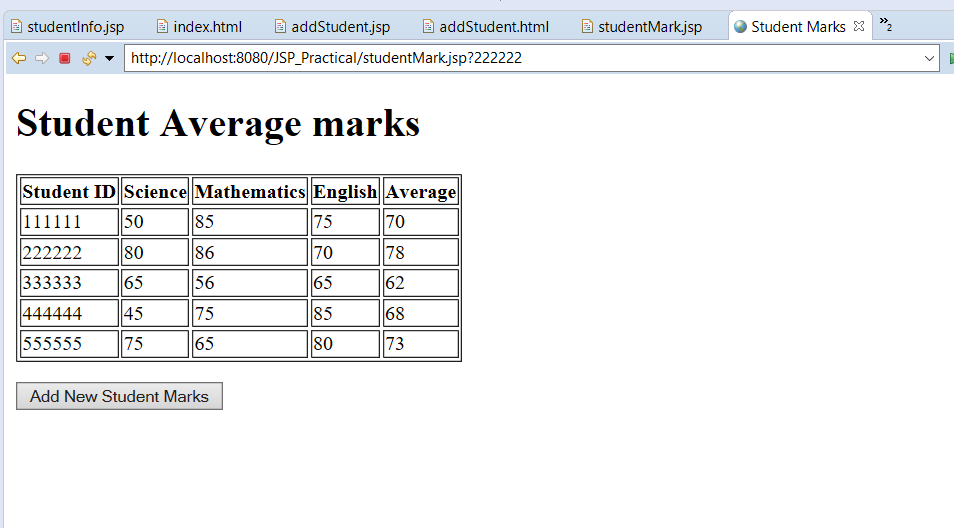 studentInfo.jsp index.html addStudent.jsp addStudent.html studentMark.jsp Student Marks »2
http://localhost:8080/JSP_Practical/studentMark.jsp?222222
Student Average marks
Student ID Science Mathematics English Average
111111 50 85 75 70
222222 80 86 70 78
333333 65 56 65 62
444444 45 75 85 68
555555 75 65 80 73
Add New Student Marks